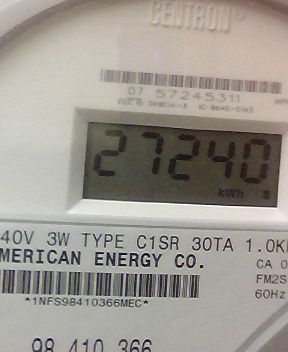 CENTRON®
07 57245311
27240
kWh
40V 3W TYPE C1SR 30TA 1.0K
MERICAN ENERGY CO.
CA 0
FM2S
60Hz
*1NFS98410366MEC*
98 410 366